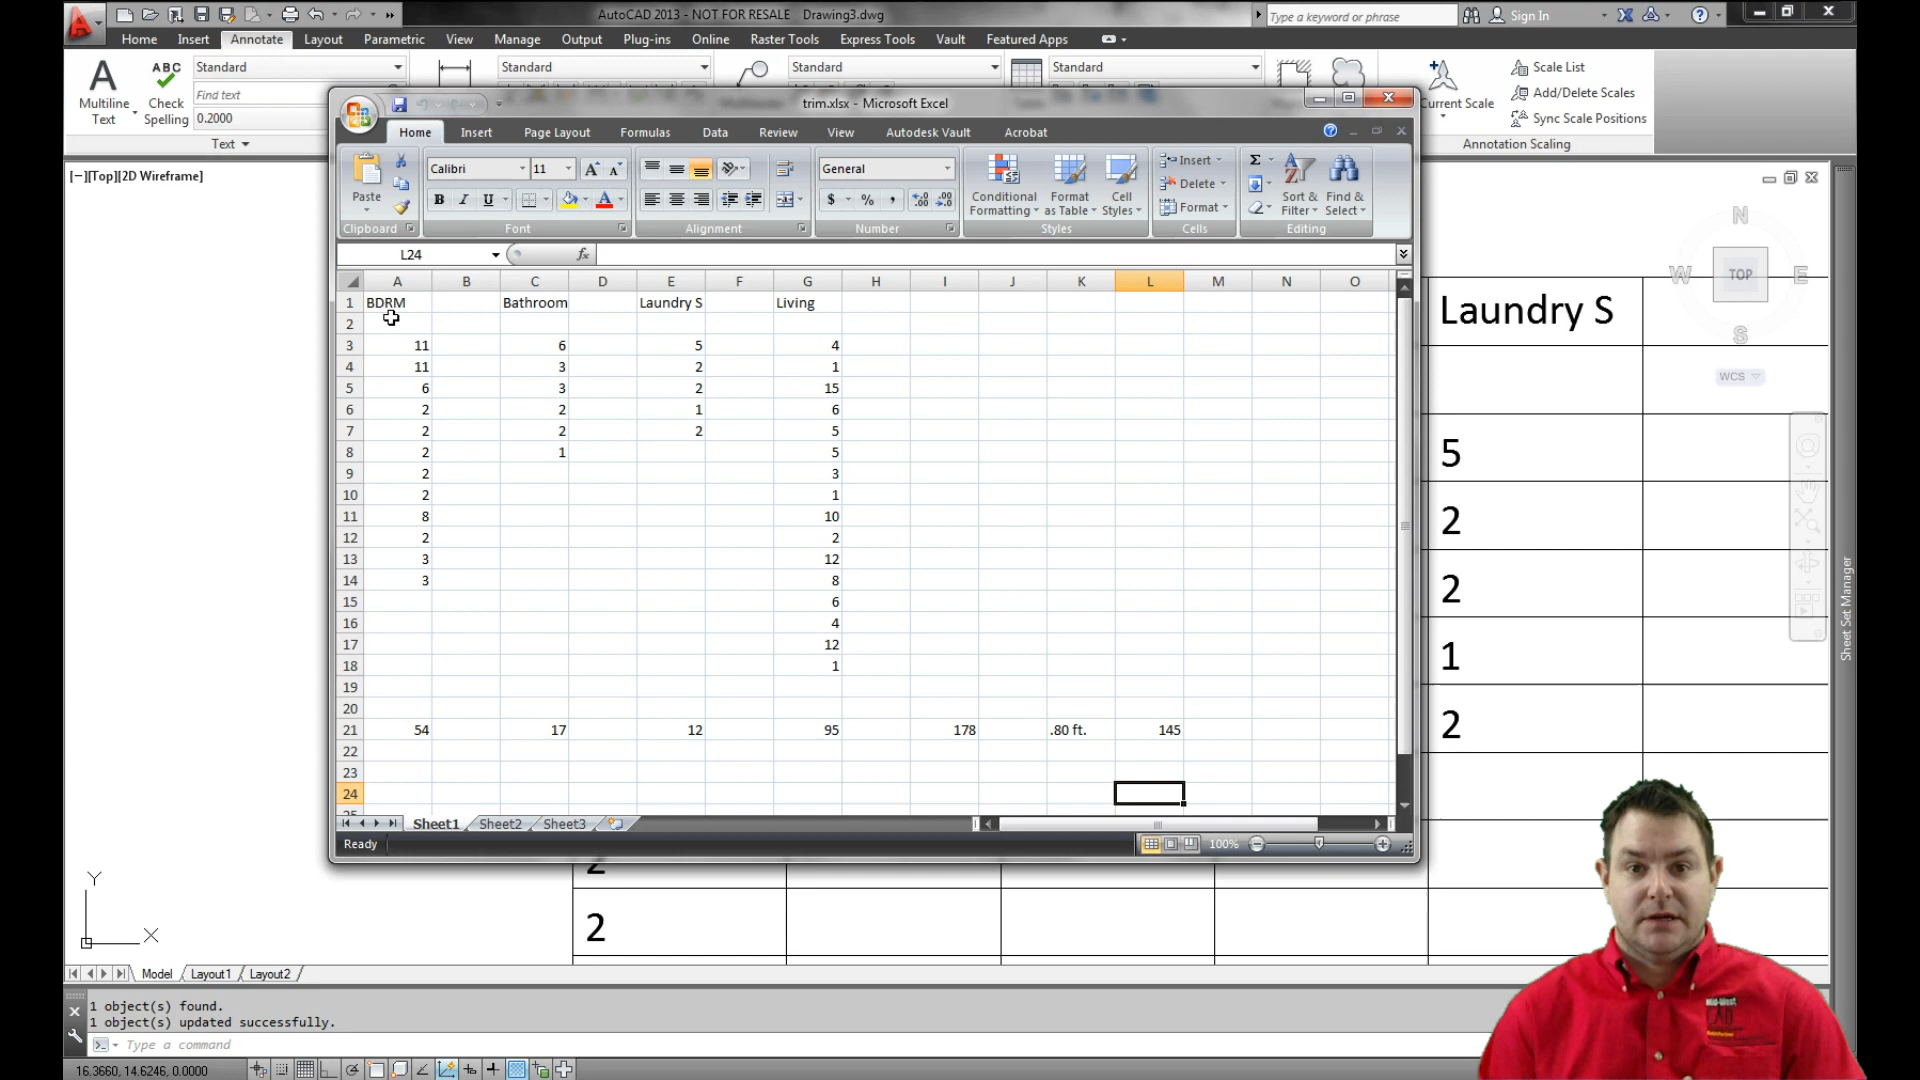 AutoCAD 2013 - NOT FOR RESALE Drawing3.dwg
Type a keyword or phrase
Sign In
Home Insert Annotate Layout Parametric View Manage Output Plug-ins Online Raster Tools Express Tools Vault Featured Apps
A ABC Standard Standard Standard Standard
Multiline Text
Check Spelling
Find text
0.2000
Text
Current Scale
Scale List
Add/Delete Scales
Sync Scale Positions
Annotation Scaling
trim.xlsx - Microsoft Excel
Home Insert Page Layout Formulas Data Review View Autodesk Vault Acrobat
Paste
Clipboard
Calibri 11
B I U
Font
Alignment
General
$ % ,
Number
Conditional Formatting
Format as Table
Cell Styles
Styles
Insert
Delete
Format
Cells
Sort & Filter
Find & Select
Editing
L24
A B C D E F G H I J K L M N O
1 BDRM Bathroom Laundry S Living
2
3 11 6 5 4
4 11 3 2 1
5 6 3 2 15
6 2 2 1 6
7 2 2 2 5
8 2 1 5
9 2 3
10 2 1
11 8 10
12 2 2
13 3 12
14 3 8
15 6
16 4
17 12
18 1
19
20
21 54 17 12 95 178 .80 ft. 145
22
23
24
Sheet1 Sheet2 Sheet3
Ready
100%
[−][Top][2D Wireframe]
N
W TOP E
S
WCS
Sheet Set Manager
Laundry S
5
2
2
1
2
2
2
Y
X
Model Layout1 Layout2
1 object(s) found.
1 object(s) updated successfully.
Type a command
16.3660, 14.6246, 0.0000
Mid-West
CAD